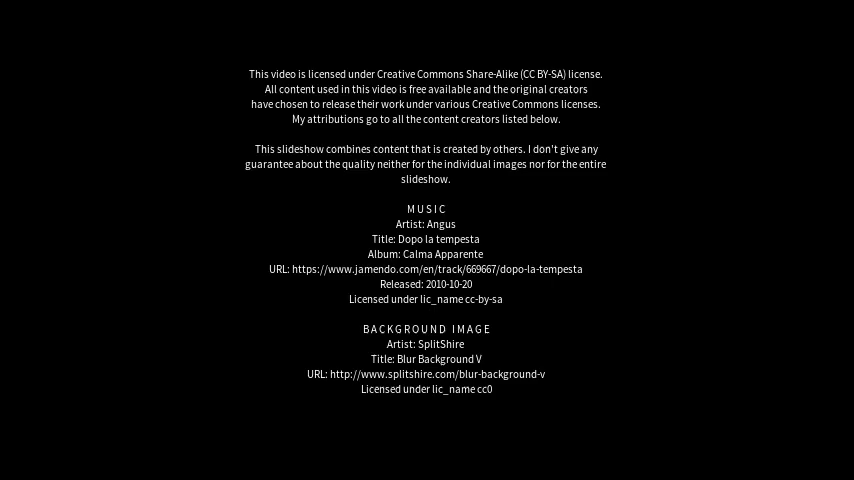 This video is licensed under Creative Commons Share-Alike (CC BY-SA) license.
All content used in this video is free available and the original creators
have chosen to release their work under various Creative Commons licenses.
My attributions go to all the content creators listed below.
This slideshow combines content that is created by others. I don't give any
guarantee about the quality neither for the individual images nor for the entire
slideshow.
MUSIC
Artist: Angus
Title: Dopo la tempesta
Album: Calma Apparente
URL: https://www.jamendo.com/en/track/669667/dopo-la-tempesta
Released: 2010-10-20
Licensed under lic_name cc-by-sa
BACKGROUND IMAGE
Artist: SplitShire
Title: Blur Background V
URL: http://www.splitshire.com/blur-background-v
Licensed under lic_name cc0